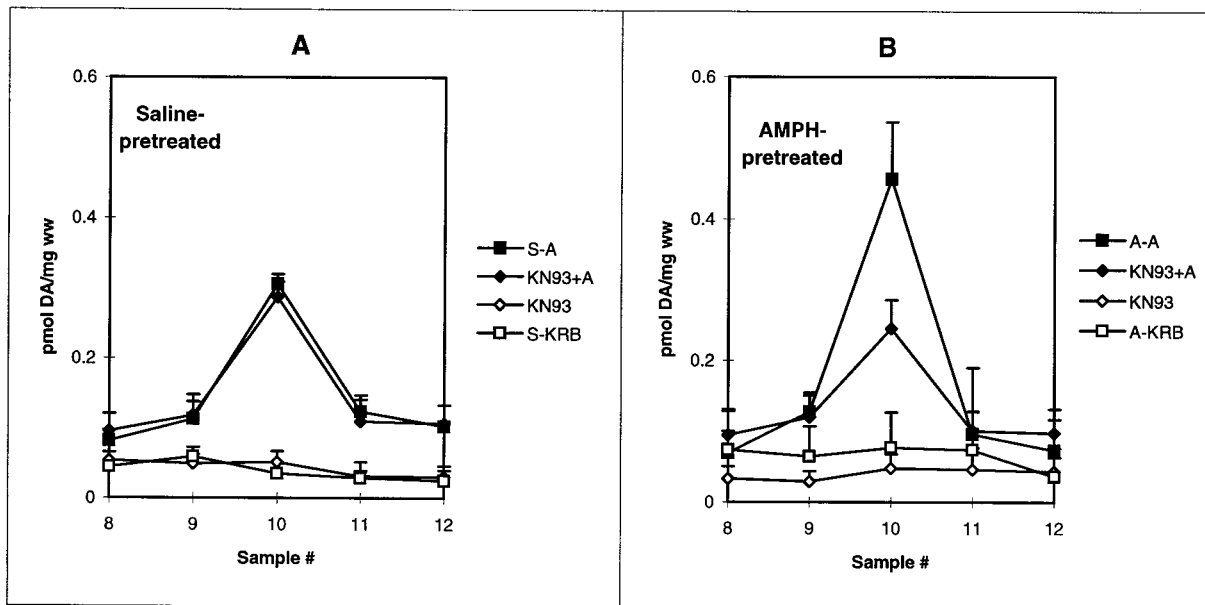 A
0.6
Saline-
pretreated
0.4
pmol DA/mg ww
0.2
0
8 9 10 11 12
Sample #
S-A
KN93+A
KN93
S-KRB
B
0.6
AMPH-
pretreated
0.4
pmol DA/mg ww
0.2
0
8 9 10 11 12
Sample #
A-A
KN93+A
KN93
A-KRB